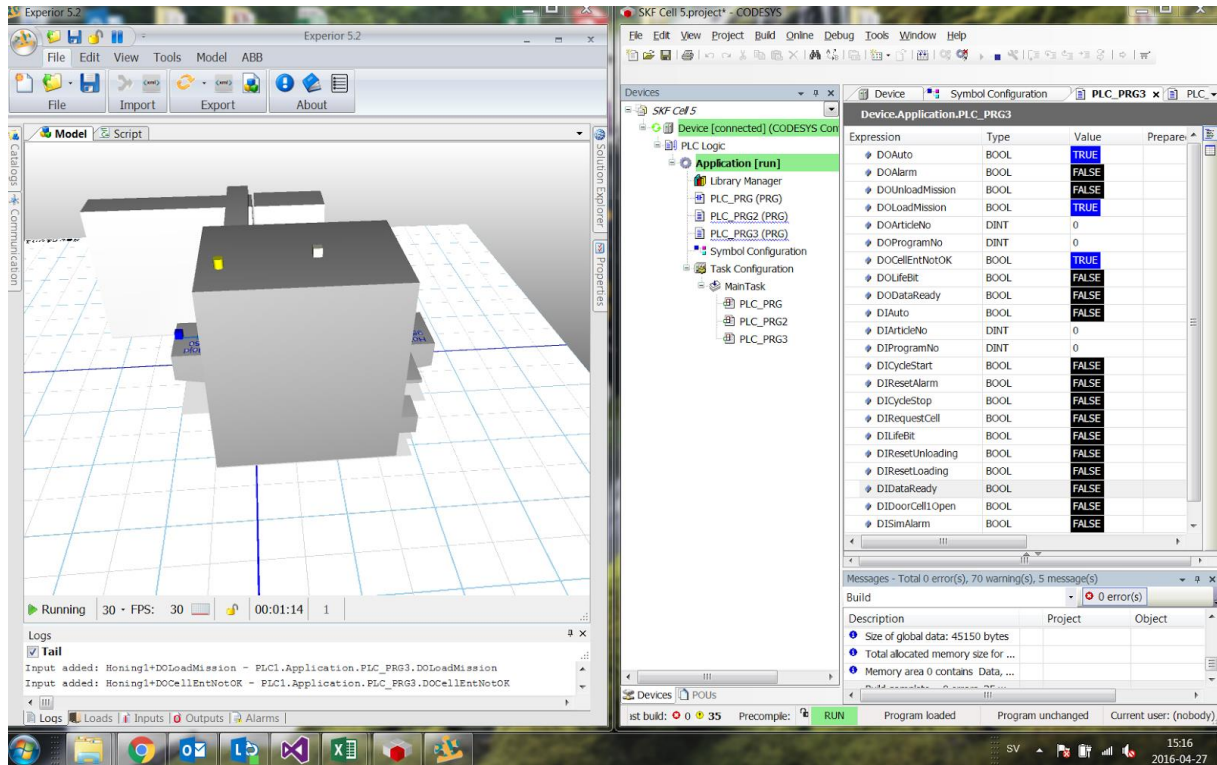 Experior 5.2
Experior 5.2
File Edit View Tools Model ABB
File Import Export About
Model Script
Catalogs
Communication
Solution Explorer
Properties
Running 30 FPS: 30 00:01:14 1
Logs
Tail
Input added: Honing1+DOLoadMission - PLC1.Application.PLC_PRG3.DOLoadMission
Input added: Honing1+DOCellEntNotOK - PLC1.Application.PLC_PRG3.DOCellEntNotOK
Logs Loads Inputs Outputs Alarms
SKF Cell 5.project* - CODESYS
File Edit View Project Build Online Debug Tools Window Help
Devices
SKF Cell 5
Device [connected] (CODESYS Con
PLC Logic
Application [run]
Library Manager
PLC_PRG (PRG)
PLC_PRG2 (PRG)
PLC_PRG3 (PRG)
Symbol Configuration
Task Configuration
MainTask
PLC_PRG
PLC_PRG2
PLC_PRG3
Devices POUs
Device Symbol Configuration PLC_PRG3 PLC_
Device.Application.PLC_PRG3
Expression Type Value Prepare
DOAuto BOOL TRUE
DOAlarm BOOL FALSE
DOUnloadMission BOOL FALSE
DOLoadMission BOOL TRUE
DOArticleNo DINT 0
DOProgramNo DINT 0
DOCellEntNotOK BOOL TRUE
DOLifeBit BOOL FALSE
DODataReady BOOL FALSE
DIAuto BOOL FALSE
DIArticleNo DINT 0
DIProgramNo DINT 0
DICycleStart BOOL FALSE
DIResetAlarm BOOL FALSE
DICycleStop BOOL FALSE
DIRequestCell BOOL FALSE
DILifeBit BOOL FALSE
DIResetUnloading BOOL FALSE
DIResetLoading BOOL FALSE
DIDataReady BOOL FALSE
DIDoorCell1Open BOOL FALSE
DISimAlarm BOOL FALSE
Messages - Total 0 error(s), 70 warning(s), 5 message(s)
Build 0 error(s)
Description Project Object
Size of global data: 45150 bytes
Total allocated memory size for ...
Memory area 0 contains Data, ...
ist build: 0 35 Precompile: RUN Program loaded Program unchanged Current user: (nobody)
SV 15:16
2016-04-27